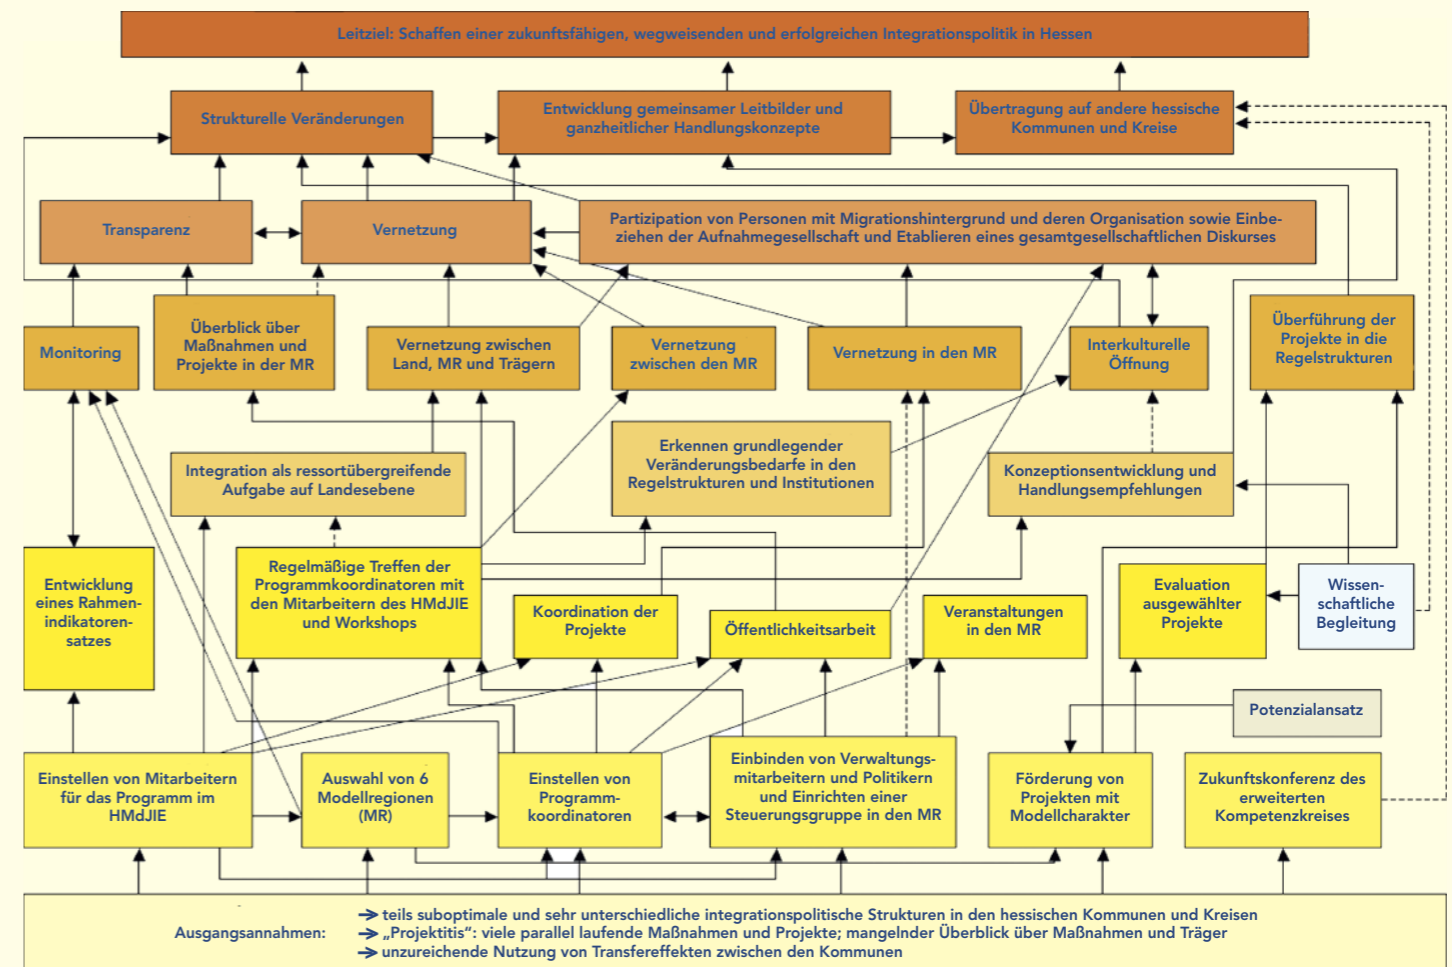 Leitziel: Schaffen einer zukunftsfähigen, wegweisenden und erfolgreichen Integrationspolitik in Hessen
Strukturelle Veränderungen
Entwicklung gemeinsamer Leitbilder und
ganzheitlicher Handlungskonzepte
Übertragung auf andere hessische
Kommunen und Kreise
Transparenz
Vernetzung
Partizipation von Personen mit Migrationshintergrund und deren Organisation sowie Einbe-
ziehen der Aufnahmegesellschaft und Etablieren eines gesamtgesellschaftlichen Diskurses
Monitoring
Überblick über
Maßnahmen und
Projekte in der MR
Vernetzung zwischen
Land, MR und Trägern
Vernetzung
zwischen den MR
Vernetzung in den MR
Interkulturelle
Öffnung
Überführung der
Projekte in die
Regelstrukturen
Integration als ressortübergreifende
Aufgabe auf Landesebene
Erkennen grundlegender
Veränderungsbedarfe in den
Regelstrukturen und Institutionen
Konzeptionsentwicklung und
Handlungsempfehlungen
Entwicklung
eines Rahmen-
indikatoren-
satzes
Regelmäßige Treffen der
Programmkoordinatoren mit
den Mitarbeitern des HMdJIE
und Workshops
Koordination der
Projekte
Öffentlichkeitsarbeit
Veranstaltungen
in den MR
Evaluation
ausgewählter
Projekte
Wissen-
schaftliche
Begleitung
Potenzialansatz
Einstellen von Mitarbeitern
für das Programm im
HMdJIE
Auswahl von 6
Modellregionen
(MR)
Einstellen von
Programm-
koordinatoren
Einbinden von Verwaltungs-
mitarbeitern und Politikern
und Einrichten einer
Steuerungsgruppe in den MR
Förderung von
Projekten mit
Modellcharakter
Zukunftskonferenz des
erweiterten
Kompetenzkreises
Ausgangsannahmen:
→ teils suboptimale und sehr unterschiedliche integrationspolitische Strukturen in den hessischen Kommunen und Kreisen
→ „Projektitis“: viele parallel laufende Maßnahmen und Projekte; mangelnder Überblick über Maßnahmen und Träger
→ unzureichende Nutzung von Transfereffekten zwischen den Kommunen